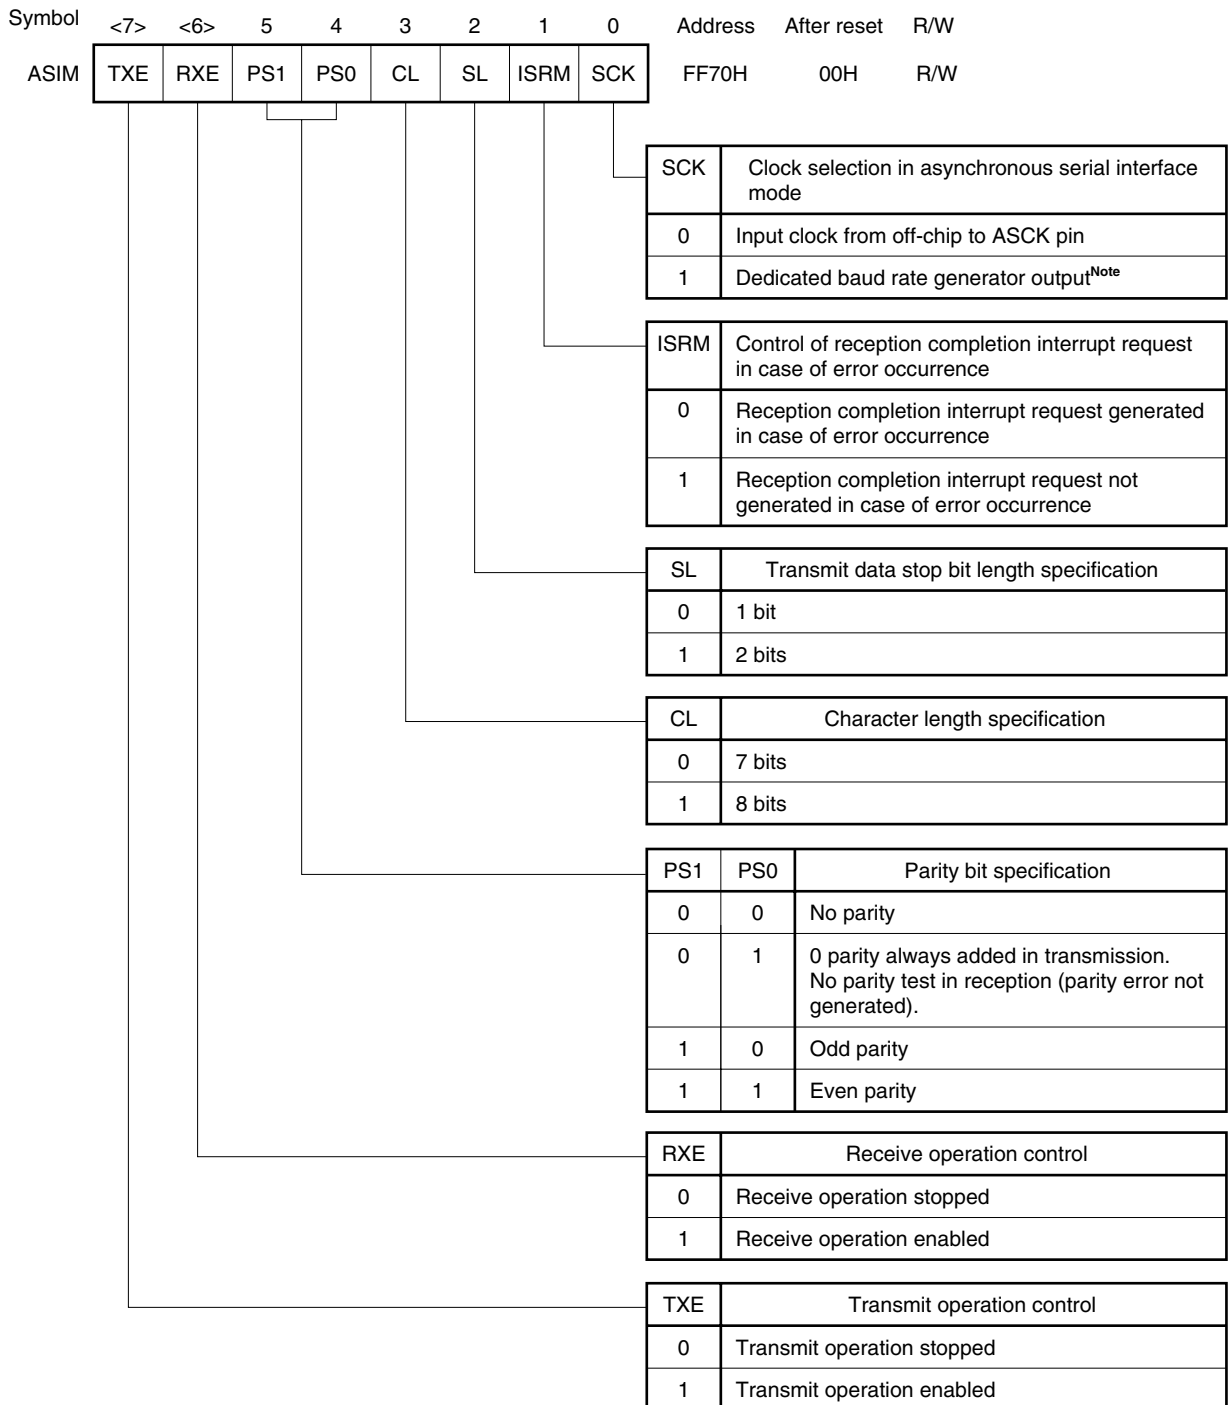 Symbol <7> <6> 5 4 3 2 1 0 Address After reset R/W
ASIM TXE RXE PS1 PS0 CL SL ISRM SCK FF70H 00H R/W
SCK Clock selection in asynchronous serial interface
mode
0 Input clock from off-chip to ASCK pin
1 Dedicated baud rate generator outputNote
ISRM Control of reception completion interrupt request
in case of error occurrence
0 Reception completion interrupt request generated
in case of error occurrence
1 Reception completion interrupt request not
generated in case of error occurrence
SL Transmit data stop bit length specification
0 1 bit
1 2 bits
CL Character length specification
0 7 bits
1 8 bits
PS1 PS0 Parity bit specification
0 0 No parity
0 1 0 parity always added in transmission.
No parity test in reception (parity error not
generated).
1 0 Odd parity
1 1 Even parity
RXE Receive operation control
0 Receive operation stopped
1 Receive operation enabled
TXE Transmit operation control
0 Transmit operation stopped
1 Transmit operation enabled